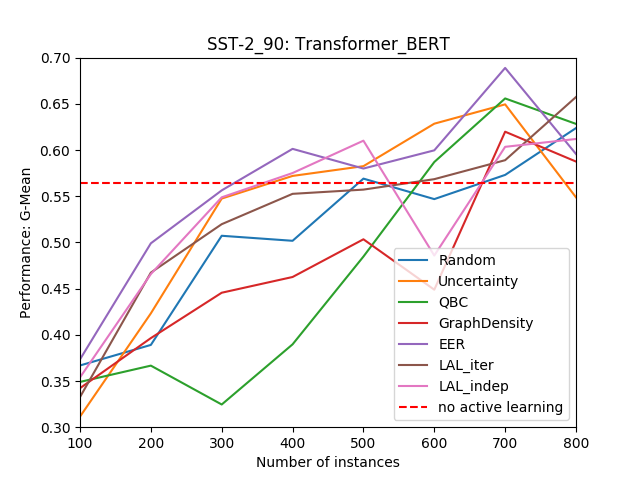 SST-2_90: Transformer_BERT
Performance: G-Mean
0.70
0.65
0.60
0.55
0.50
0.45
0.40
0.35
0.30
100 200 300 400 500 600 700 800
Number of instances
Random
Uncertainty
QBC
GraphDensity
EER
LAL_iter
LAL_indep
no active learning